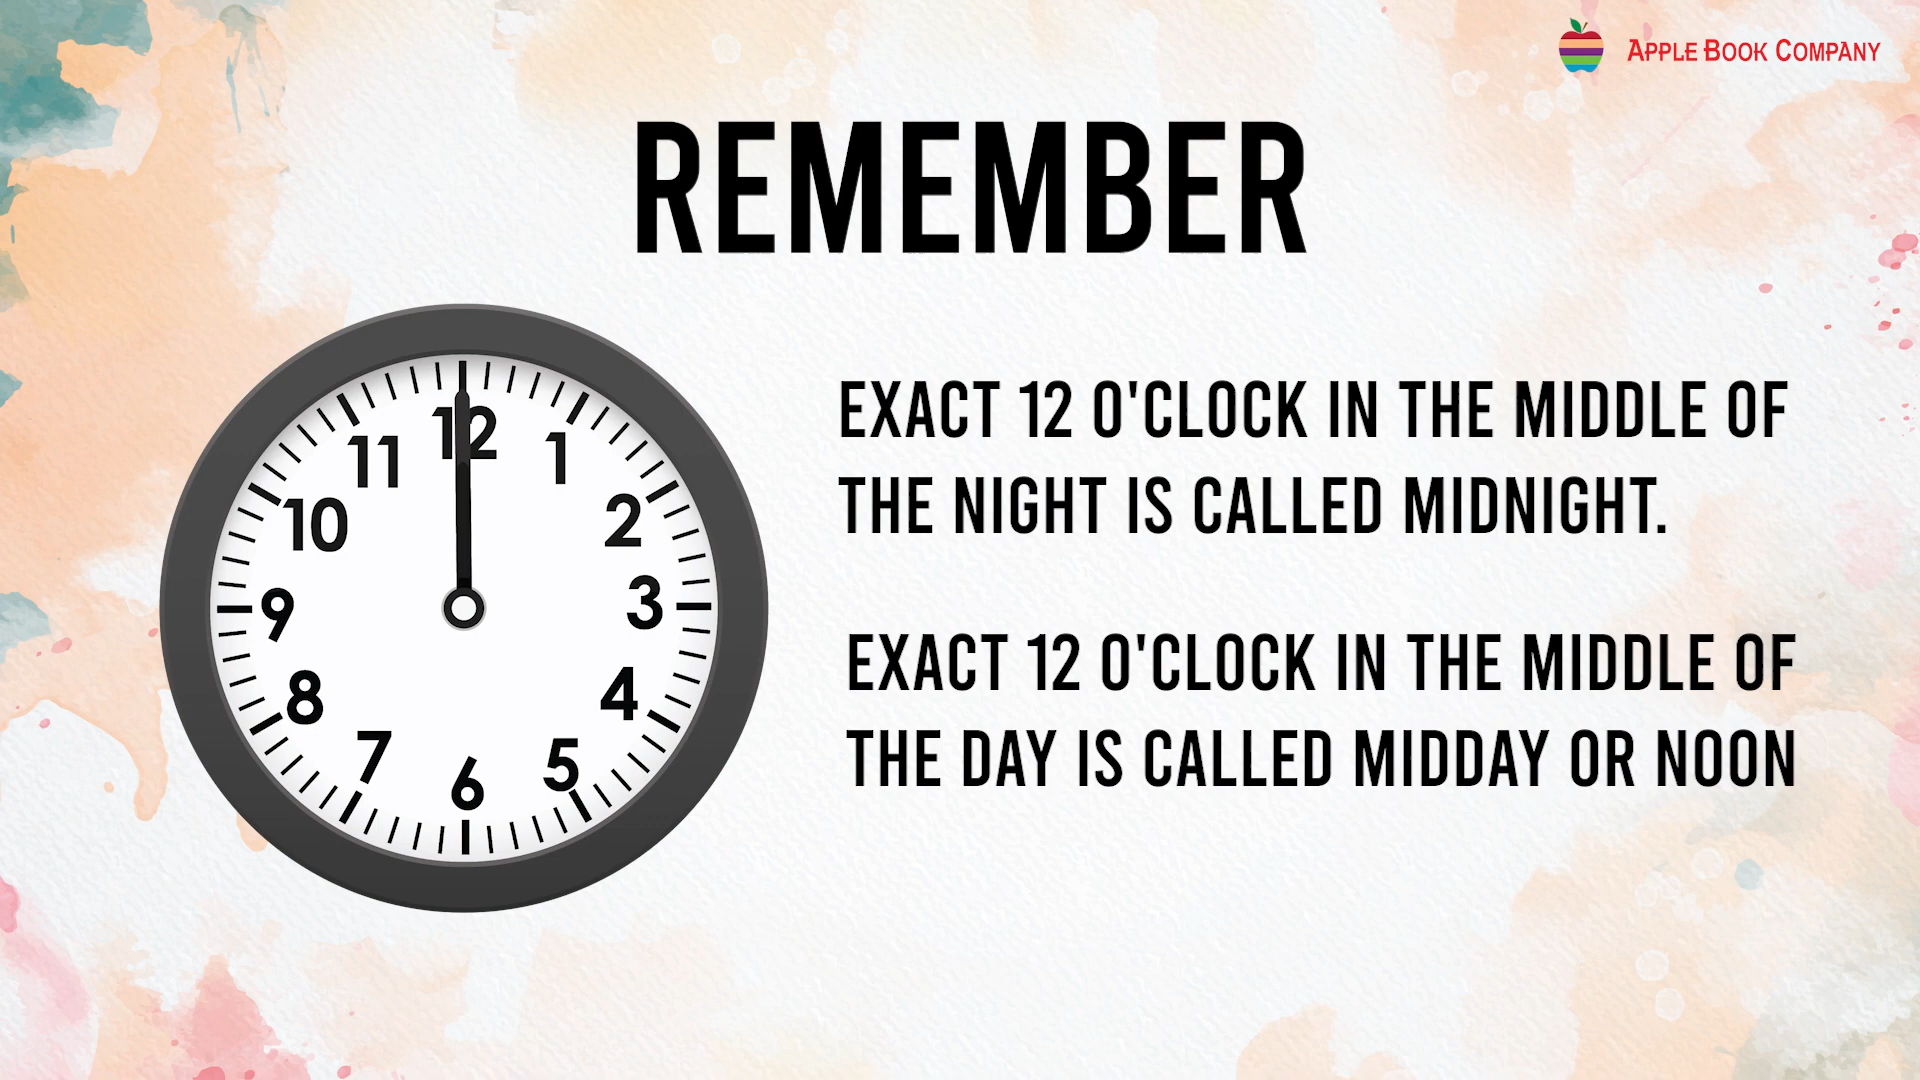 APPLE BOOK COMPANY
REMEMBER
EXACT 12 O'CLOCK IN THE MIDDLE OF
THE NIGHT IS CALLED MIDNIGHT.
EXACT 12 O'CLOCK IN THE MIDDLE OF
THE DAY IS CALLED MIDDAY OR NOON
12
1
2
3
4
5
6
7
8
9
10
11